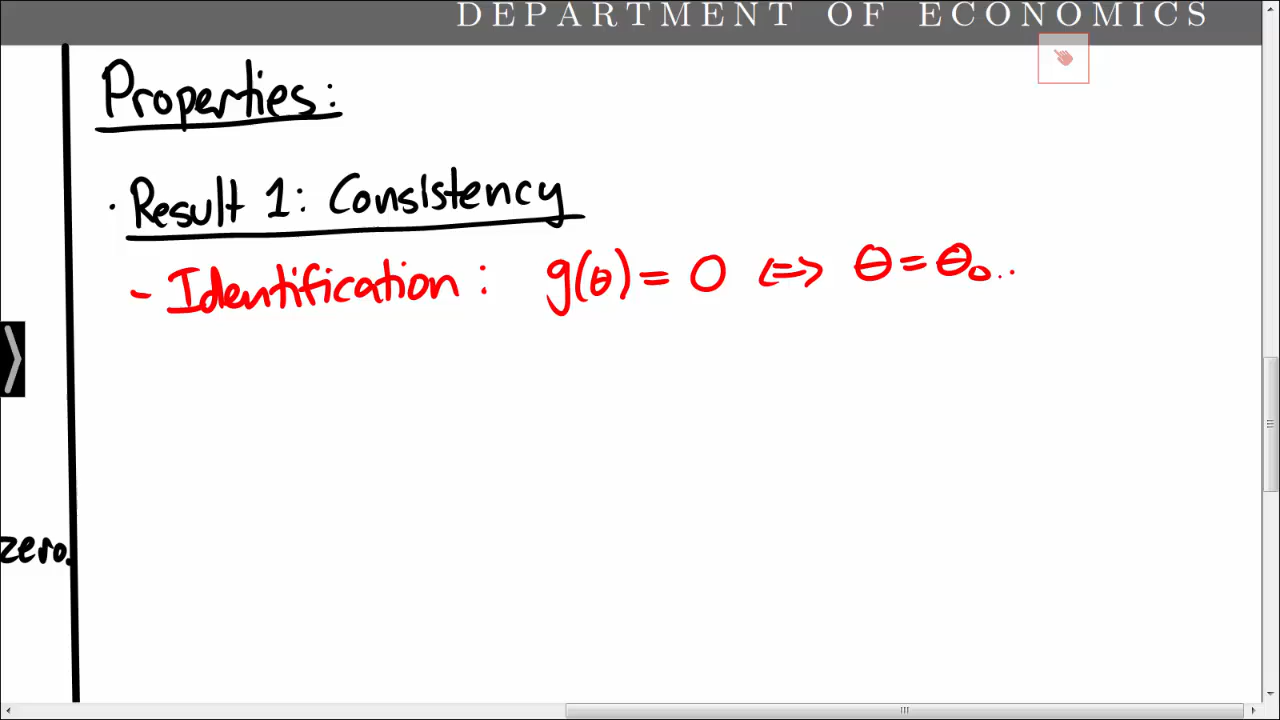 DEPARTMENT OF ECONOMICS
Properties:
· Result 1: Consistency
- Identification: g(θ) = 0 ⇔ θ = θ₀..
zero.